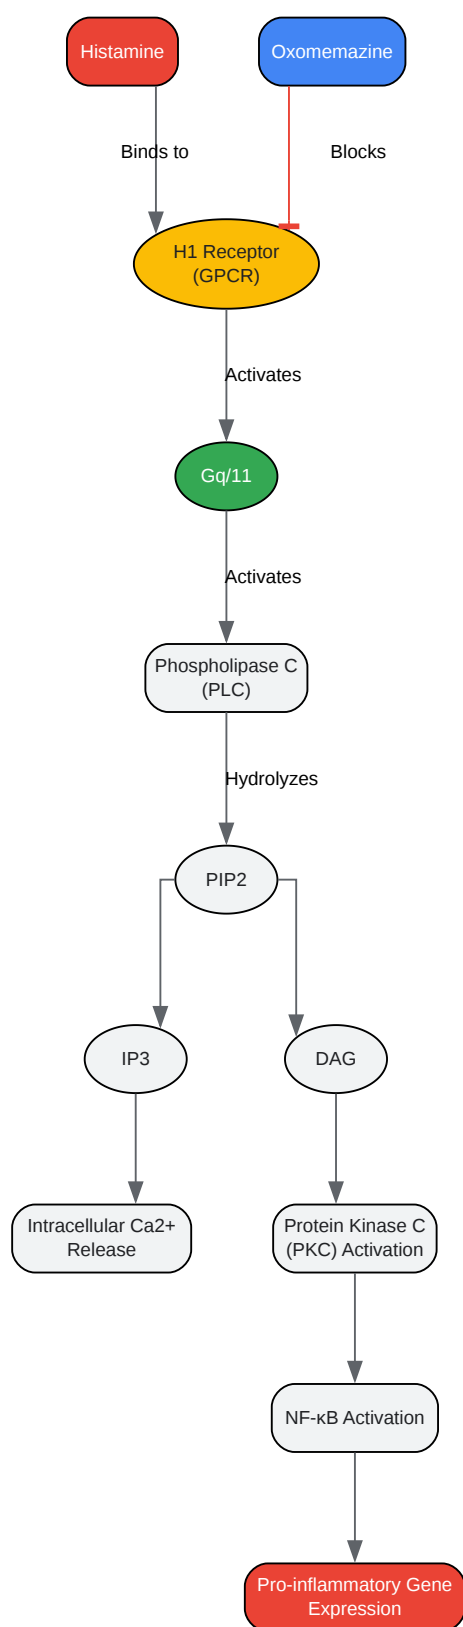 Histamine
Oxomemazine
Binds to
Blocks
H1 Receptor
(GPCR)
Activates
Gq/11
Activates
Phospholipase C
(PLC)
Hydrolyzes
PIP2
IP3
DAG
Intracellular Ca2+
Release
Protein Kinase C
(PKC) Activation
NF-κB Activation
Pro-inflammatory Gene
Expression